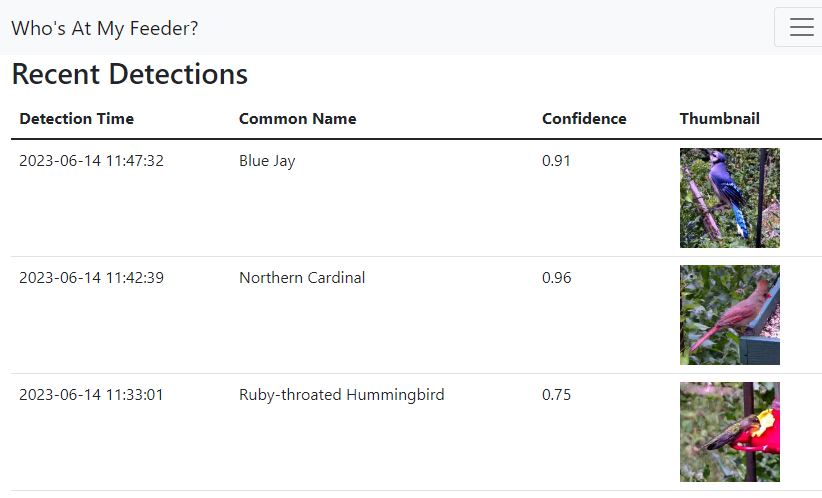 Who's At My Feeder?
Recent Detections
Detection Time Common Name Confidence Thumbnail
2023-06-14 11:47:32 Blue Jay 0.91
2023-06-14 11:42:39 Northern Cardinal 0.96
2023-06-14 11:33:01 Ruby-throated Hummingbird 0.75